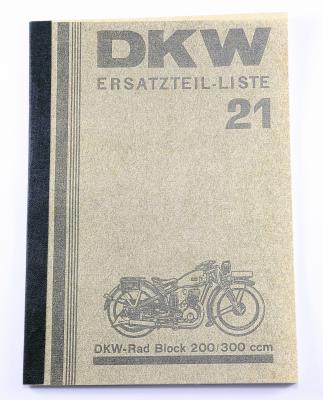 DKW
ERSATZTEIL-LISTE
21
DKW-Rad Block 200/300 ccm